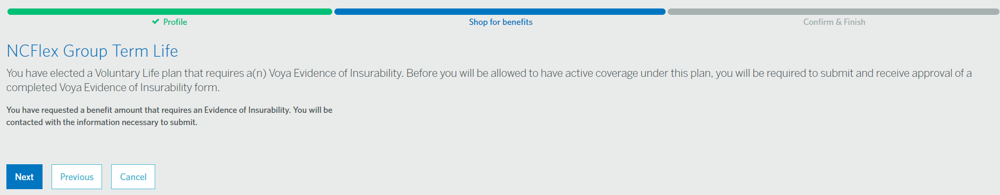 Profile
Shop for benefits
Confirm & Finish
NCFlex Group Term Life
You have elected a Voluntary Life plan that requires a(n) Voya Evidence of Insurability. Before you will be allowed to have active coverage under this plan, you will be required to submit and receive approval of a
completed Voya Evidence of Insurability form.
You have requested a benefit amount that requires an Evidence of Insurability. You will be
contacted with the information necessary to submit.
Next
Previous
Cancel